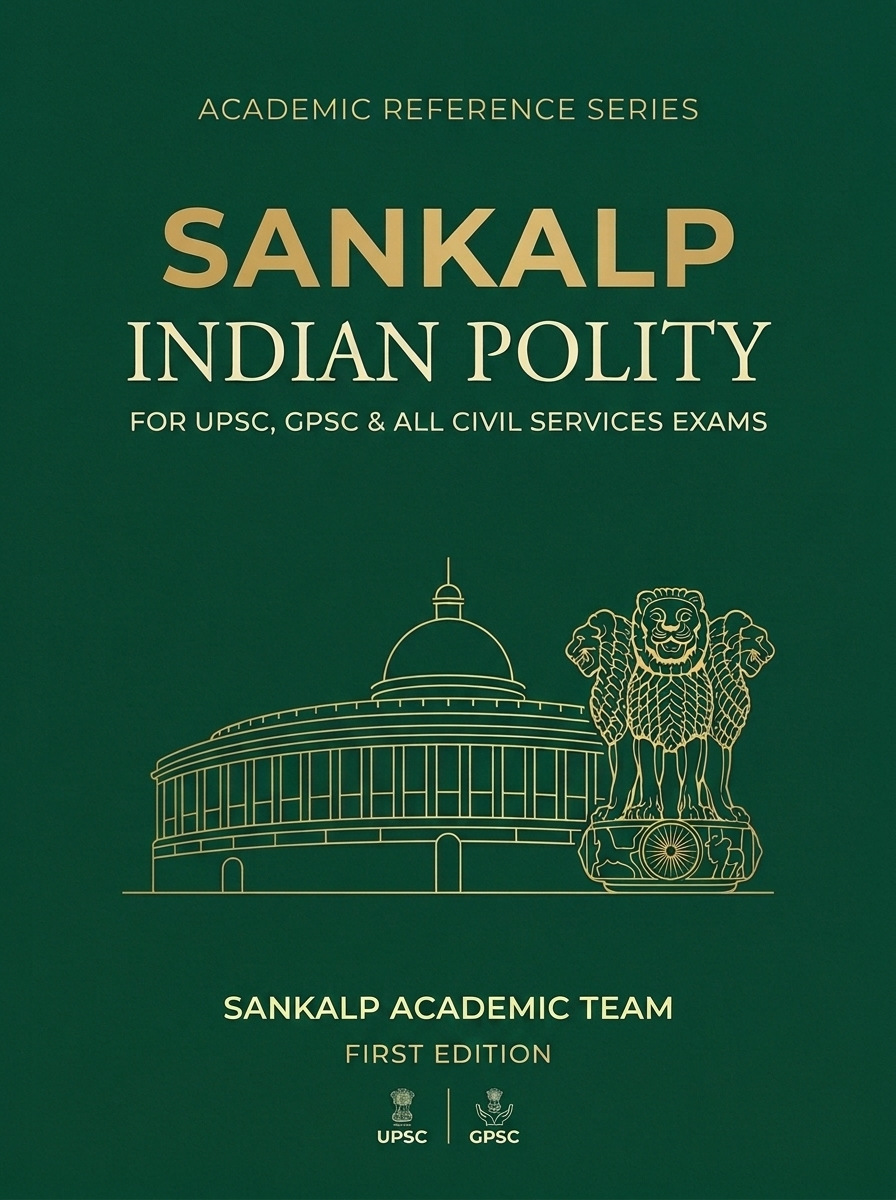 ACADEMIC REFERENCE SERIES
SANKALP
INDIAN POLITY
FOR UPSC, GPSC & ALL CIVIL SERVICES EXAMS
SANKALP ACADEMIC TEAM
FIRST EDITION
UPSC
GPSC